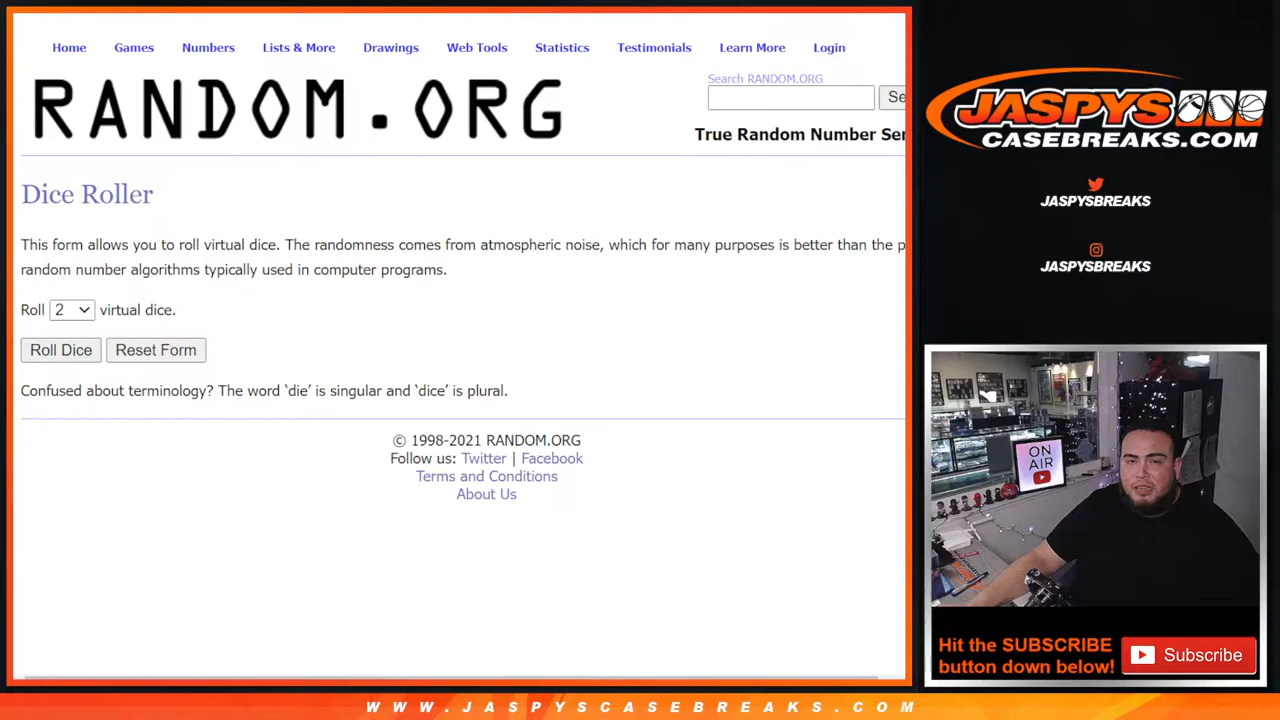 Home Games Numbers Lists & More Drawings Web Tools Statistics Testimonials Learn More Login
RANDOM.ORG
Search RANDOM.ORG
Se
True Random Number Ser
Dice Roller
This form allows you to roll virtual dice. The randomness comes from atmospheric noise, which for many purposes is better than the p
random number algorithms typically used in computer programs.
Roll 2 virtual dice.
Roll Dice Reset Form
Confused about terminology? The word ‘die’ is singular and ‘dice’ is plural.
© 1998-2021 RANDOM.ORG
Follow us: Twitter | Facebook
Terms and Conditions
About Us
JASPYS
CASEBREAKS.COM
JASPYSBREAKS
JASPYSBREAKS
ON
AIR
Hit the SUBSCRIBE
button down below!
Subscribe
WWW.JASPYSCASEBREAKS.COM